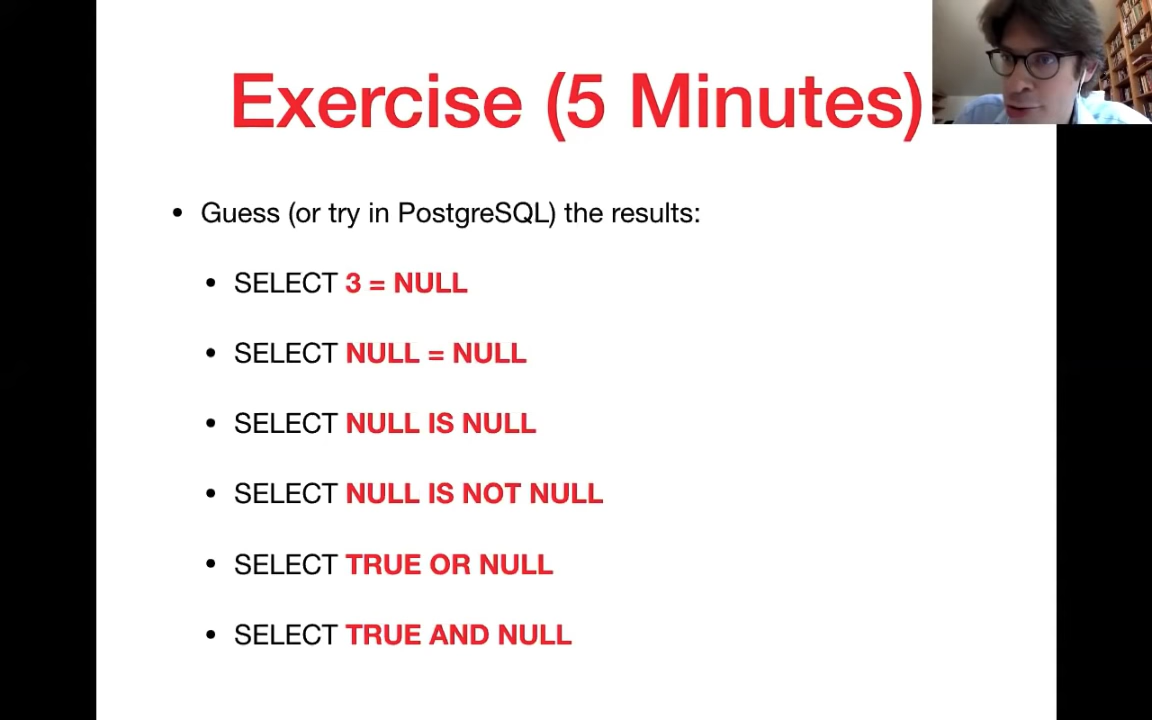 Exercise (5 Minutes)
• Guess (or try in PostgreSQL) the results:
• SELECT 3 = NULL
• SELECT NULL = NULL
• SELECT NULL IS NULL
• SELECT NULL IS NOT NULL
• SELECT TRUE OR NULL
• SELECT TRUE AND NULL